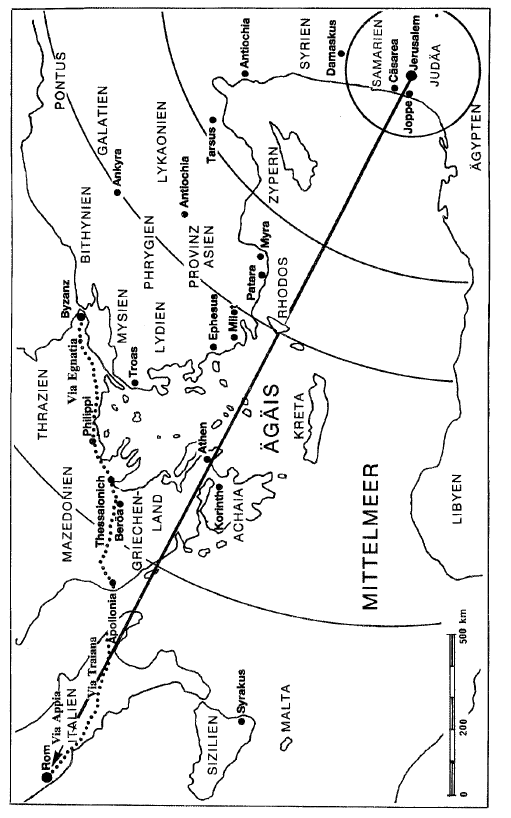 Rom
Via Appia
ITALIEN
Via Traiana
Apollonia
MAZEDONIEN
THRAZIEN
Thessalonich
Beröa
Philippi
Via Egnatia
Byzanz
PONTUS
BITHYNIEN
GALATIEN
Ankyra
MYSIEN
Troas
PHRYGIEN
LYKAONIEN
LYDIEN
GRIECHEN-
LAND
PROVINZ
ASIEN
Antiochia
Tarsus
Antiochia
SYRIEN
Damaskus
Ephesus
Milet
Patara
Myra
Athen
Korinth
ACHAIA
SIZILIEN
Syrakus
MALTA
ÄGÄIS
RHODOS
ZYPERN
KRETA
SAMARIEN
Cäsarea
Jerusalem
Joppe
JUDÄA
MITTELMEER
LIBYEN
ÄGYPTEN
0 200 500 km